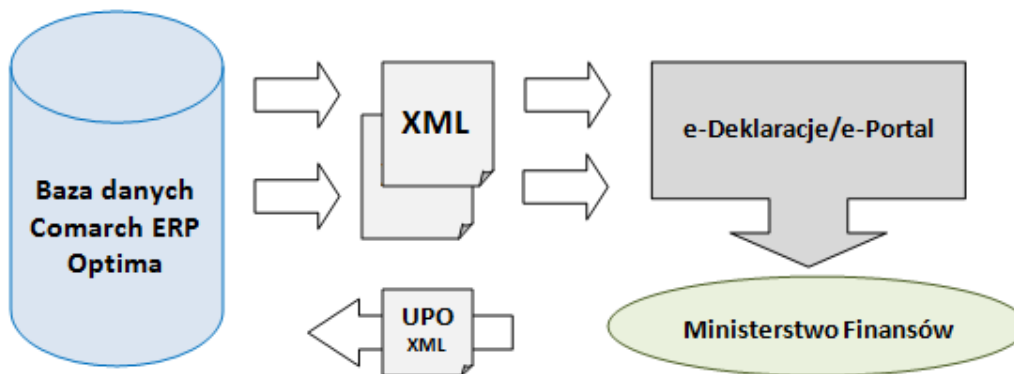 Baza danych
Comarch ERP
Optima
XML
e-Deklaracje/e-Portal
UPO
XML
Ministerstwo Finansów